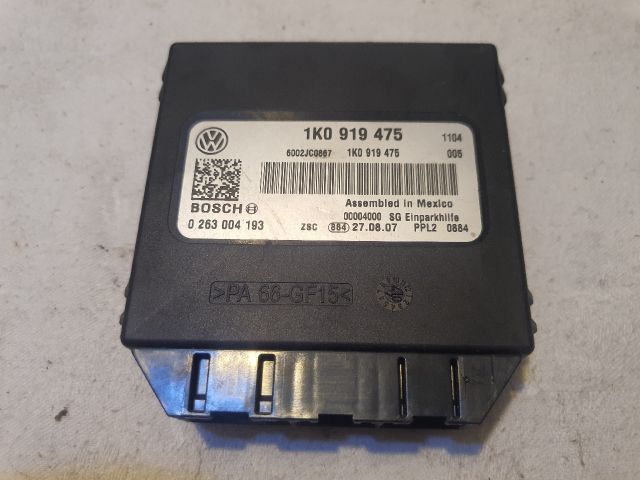 1K0 919 475 1104
6002JC0867 1K0 919 475 005
BOSCH
Assembled in Mexico
00004000 SG Einparkhilfe
0 263 004 193 ZSC 884 27.08.07 PPL2 0884
>PA 66-GF15<